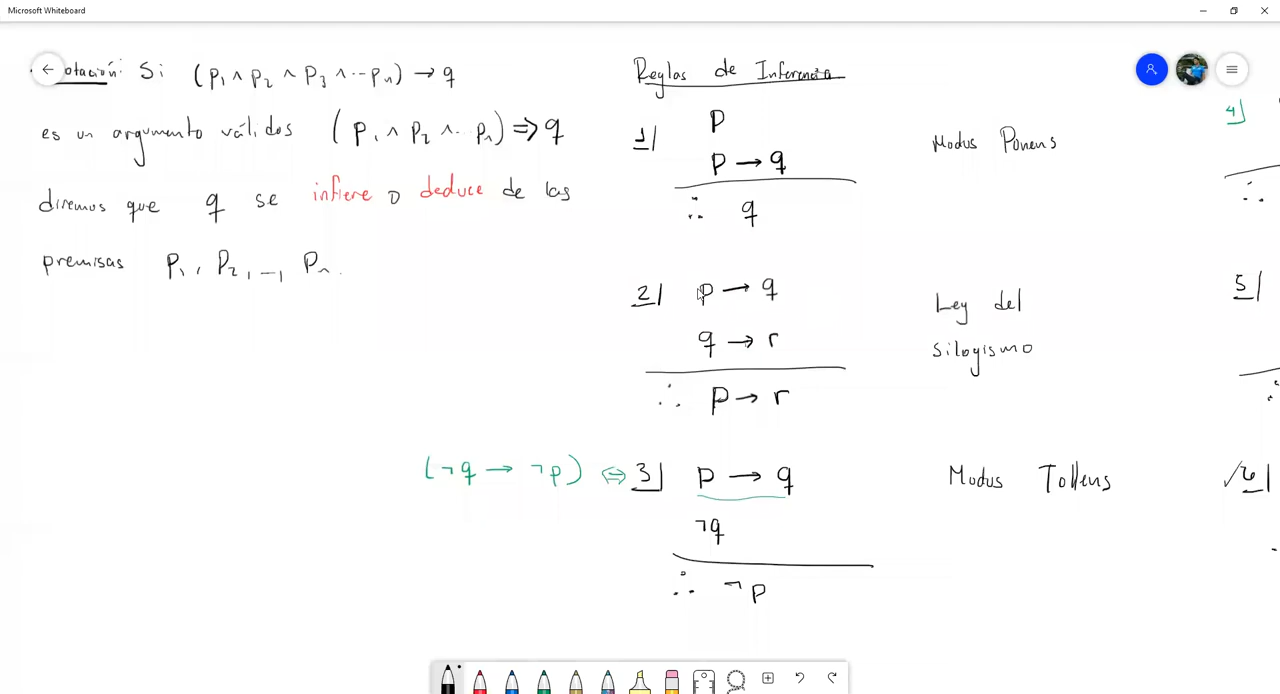 Microsoft Whiteboard
otación: Si (p₁ ∧ p₂ ∧ p₃ ∧ ... pₙ) → q
es un argumento válidos (p₁ ∧ p₂ ∧ ... pₙ) ⇒ q
diremos que q se infiere o deduce de las
premisas p₁, p₂, ..., pₙ.
Reglas de Inferencia
1| p
p → q
∴ q
Modus Ponens
2| p → q
q → r
∴ p → r
Ley del
silogismo
(¬q → ¬p) ⇔ 3| p → q
¬q
∴ ¬p
Modus Tollens
4|
∴
5|
∴
✓6|